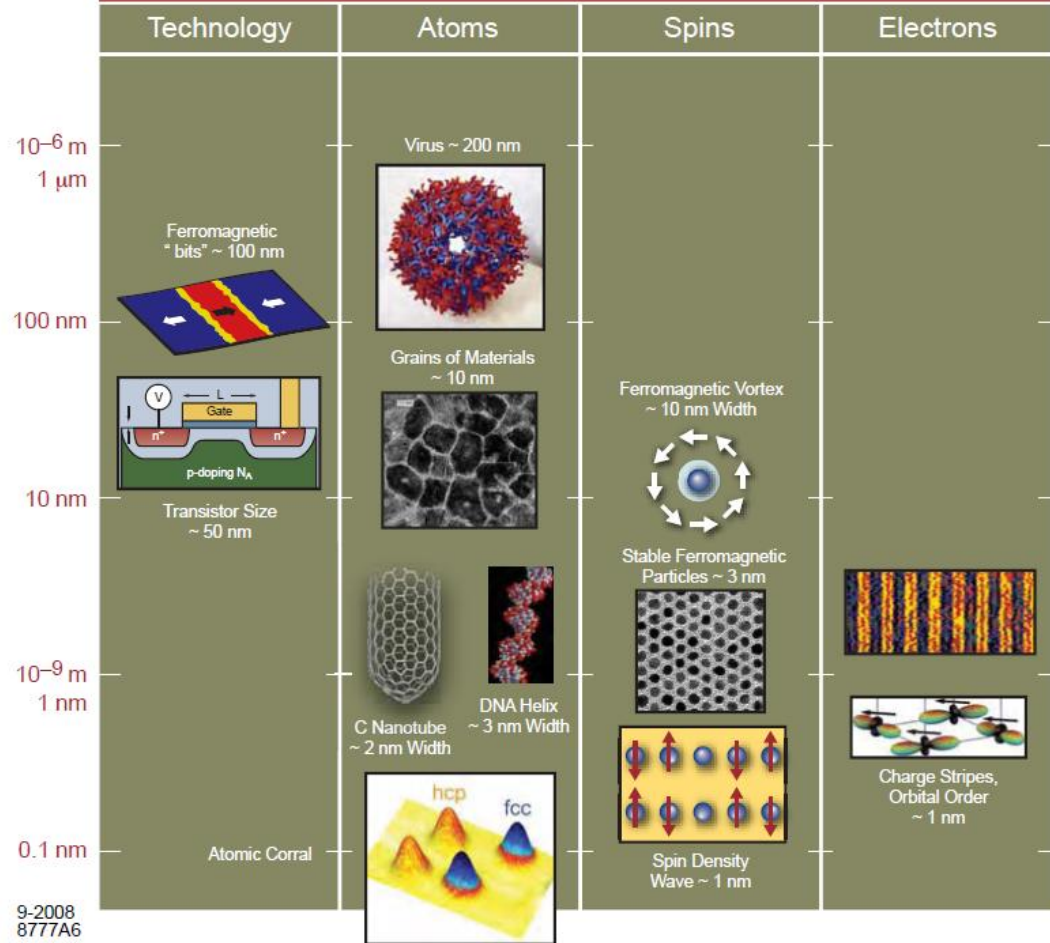 Technology
Atoms
Spins
Electrons
10–6 m
1 μm
100 nm
10 nm
10–9 m
1 nm
0.1 nm
Ferromagnetic
“ bits” ~ 100 nm
V
L
Gate
n+
n+
p-doping NA
Transistor Size
~ 50 nm
Atomic Corral
Virus ~ 200 nm
Grains of Materials
~ 10 nm
C Nanotube
~ 2 nm Width
DNA Helix
~ 3 nm Width
hcp
fcc
Ferromagnetic Vortex
~ 10 nm Width
Stable Ferromagnetic
Particles ~ 3 nm
Spin Density
Wave ~ 1 nm
Charge Stripes,
Orbital Order
~ 1 nm
9-2008
8777A6